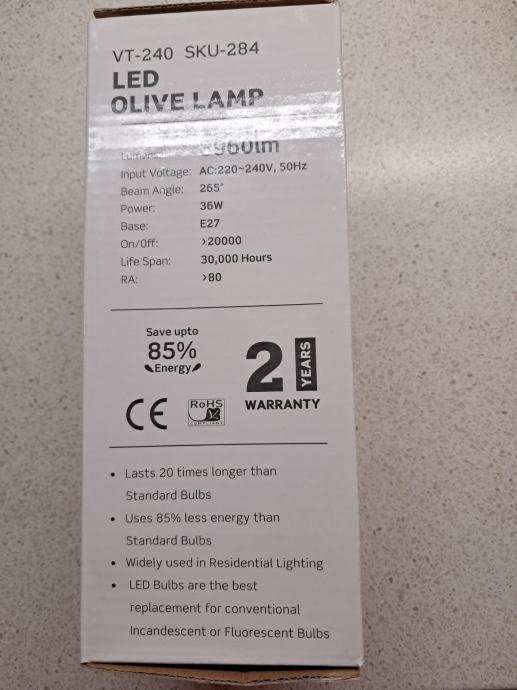 VT-240 SKU-284
LED
OLIVE LAMP
Input Voltage: AC:220~240V, 50Hz
Beam Angle: 265°
Power: 36W
Base: E27
On/Off: >20000
Life Span: 30,000 Hours
RA: >80
Save upto
85%
Energy
2 YEARS
WARRANTY
CE
RoHS
COMPLIANT
• Lasts 20 times longer than
Standard Bulbs
• Uses 85% less energy than
Standard Bulbs
• Widely used in Residential Lighting
• LED Bulbs are the best
replacement for conventional
Incandescent or Fluorescent Bulbs